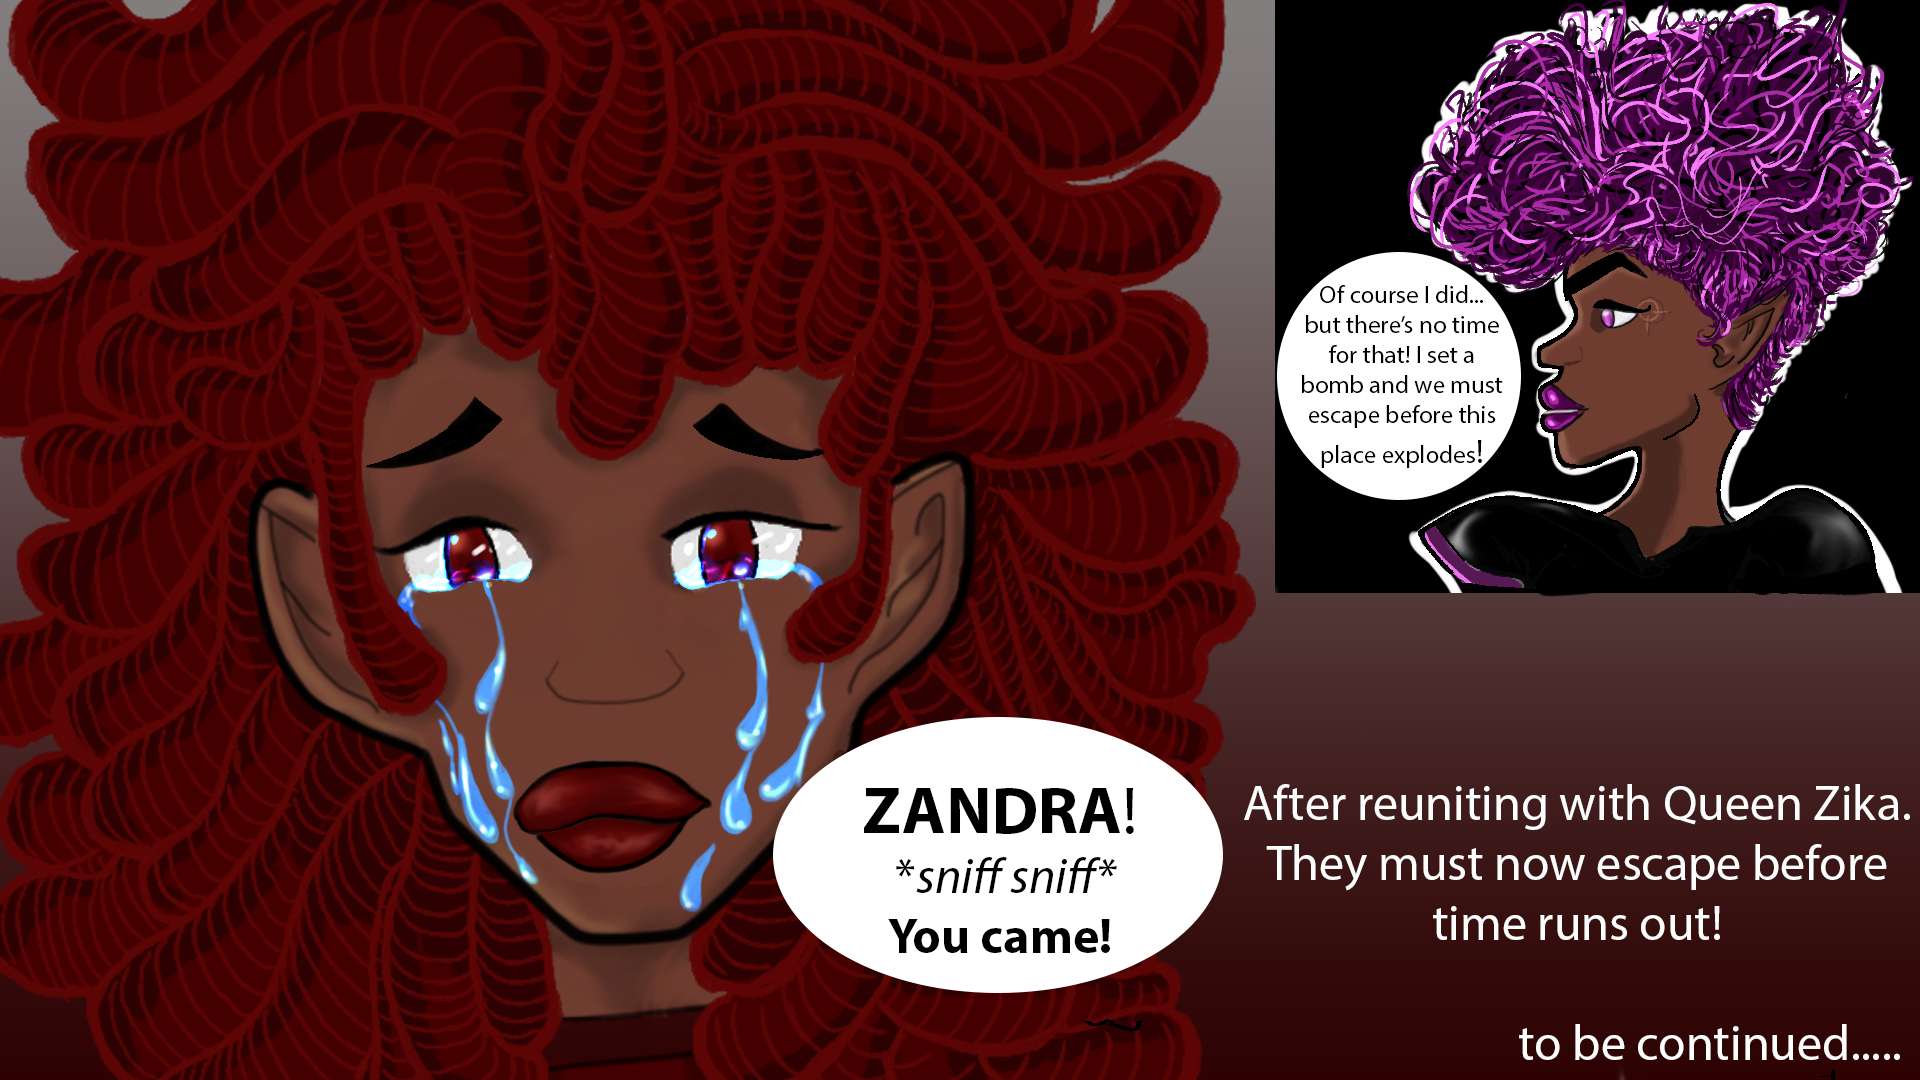 ZANDRA!
*sniff sniff*
You came!
Of course I did...
but there's no time
for that! I set a
bomb and we must
escape before this
place explodes!
After reuniting with Queen Zika.
They must now escape before
time runs out!
to be continued.....